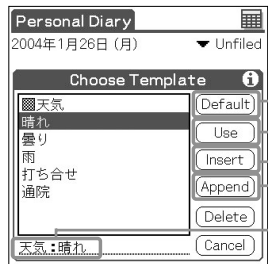 Personal Diary
2004年1月26日 (月) ▼ Unfiled
Choose Template
▩天気
晴れ
曇り
雨
打ち合せ
通院
Default
Use
Insert
Append
Delete
天気:晴れ
Cancel